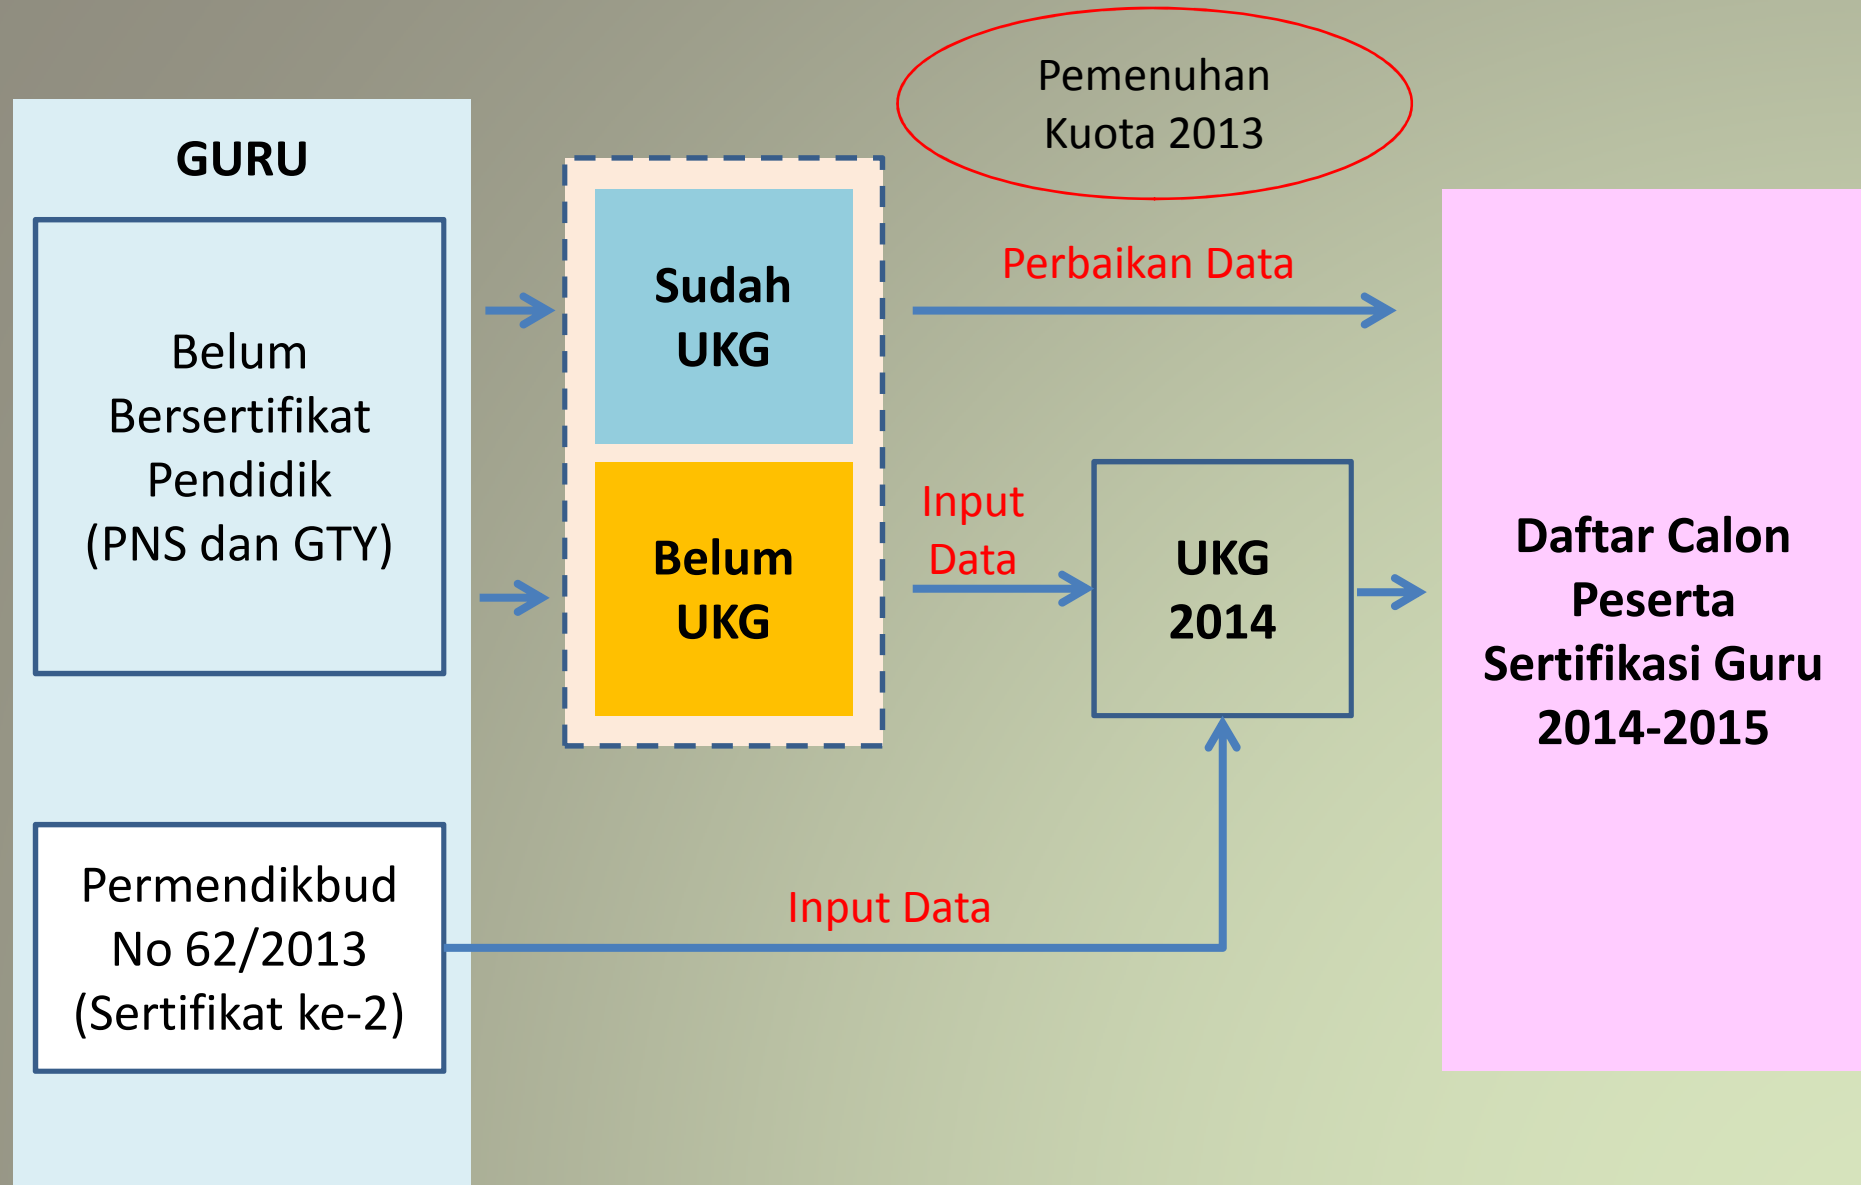 GURU
Belum
Bersertifikat
Pendidik
(PNS dan GTY)
Permendikbud
No 62/2013
(Sertifikat ke-2)
Sudah
UKG
Belum
UKG
Pemenuhan
Kuota 2013
Perbaikan Data
Input
Data
UKG
2014
Input Data
Daftar Calon
Peserta
Sertifikasi Guru
2014-2015